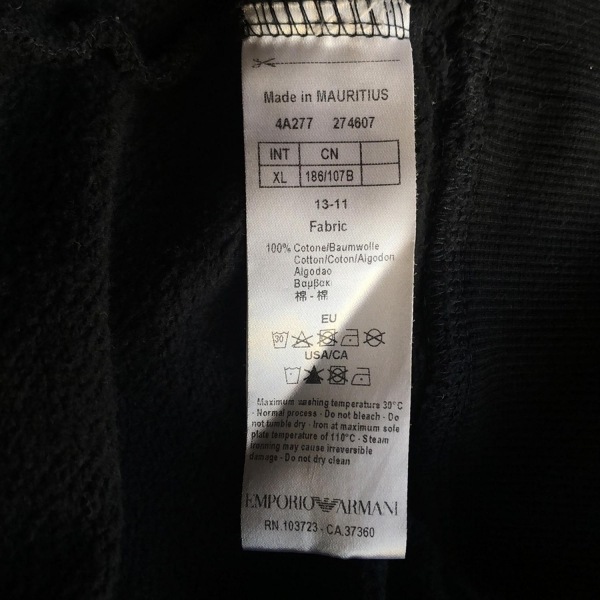 Made in MAURITIUS
4A277 274607
INT CN
XL 186/107B
13-11
Fabric
100% Cotone/Baumwolle
Cotton/Coton/Algodon
Algodao
Βαμβακι
棉 - 棉
EU
30
USA/CA
· Maximum washing temperature 30°C
· Normal process · Do not bleach · Do
not tumble dry · Iron at maximum sole
plate temperature of 110°C · Steam
ironning may cause irreversible
damage · Do not dry clean
EMPORIO ARMANI
RN.103723 - CA.37360